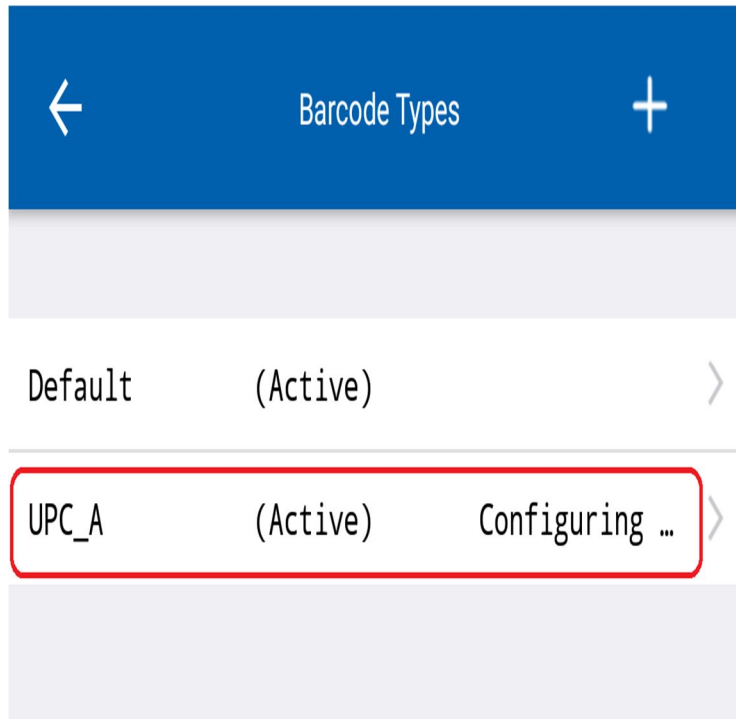 Barcode Types
Default (Active)
UPC_A (Active) Configuring …